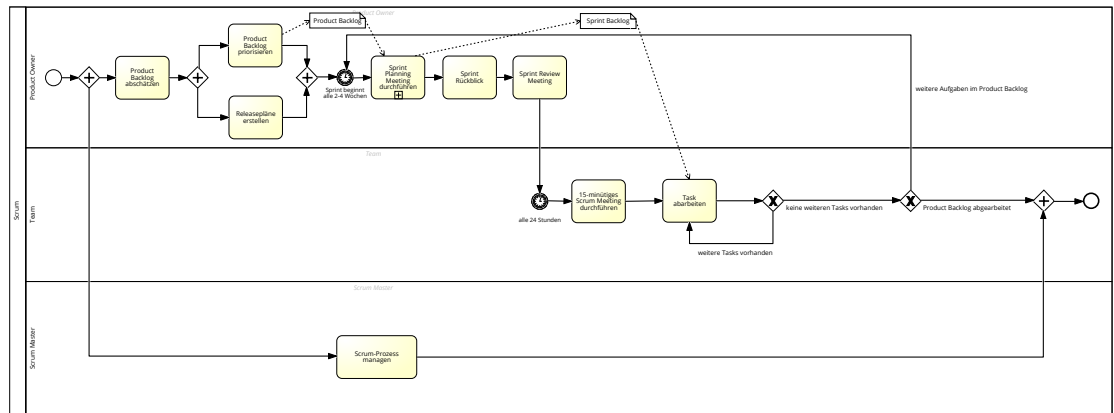 Scrum
Product Owner
Product Owner
Product Backlog
Sprint Backlog
Product
Backlog
priorisieren
Product
Backlog
abschätzen
Releasepläne
erstellen
Sprint beginnt
alle 2-4 Wochen
Sprint
Planning
Meeting
durchführen
Sprint
Rückblick
Sprint Review
Meeting
weitere Aufgaben im Product Backlog
Team
Team
alle 24 Stunden
15-minütiges
Scrum Meeting
durchführen
Task
abarbeiten
keine weiteren Tasks vorhanden
weitere Tasks vorhanden
Product Backlog abgearbeitet
Scrum Master
Scrum Master
Scrum-Prozess
managen